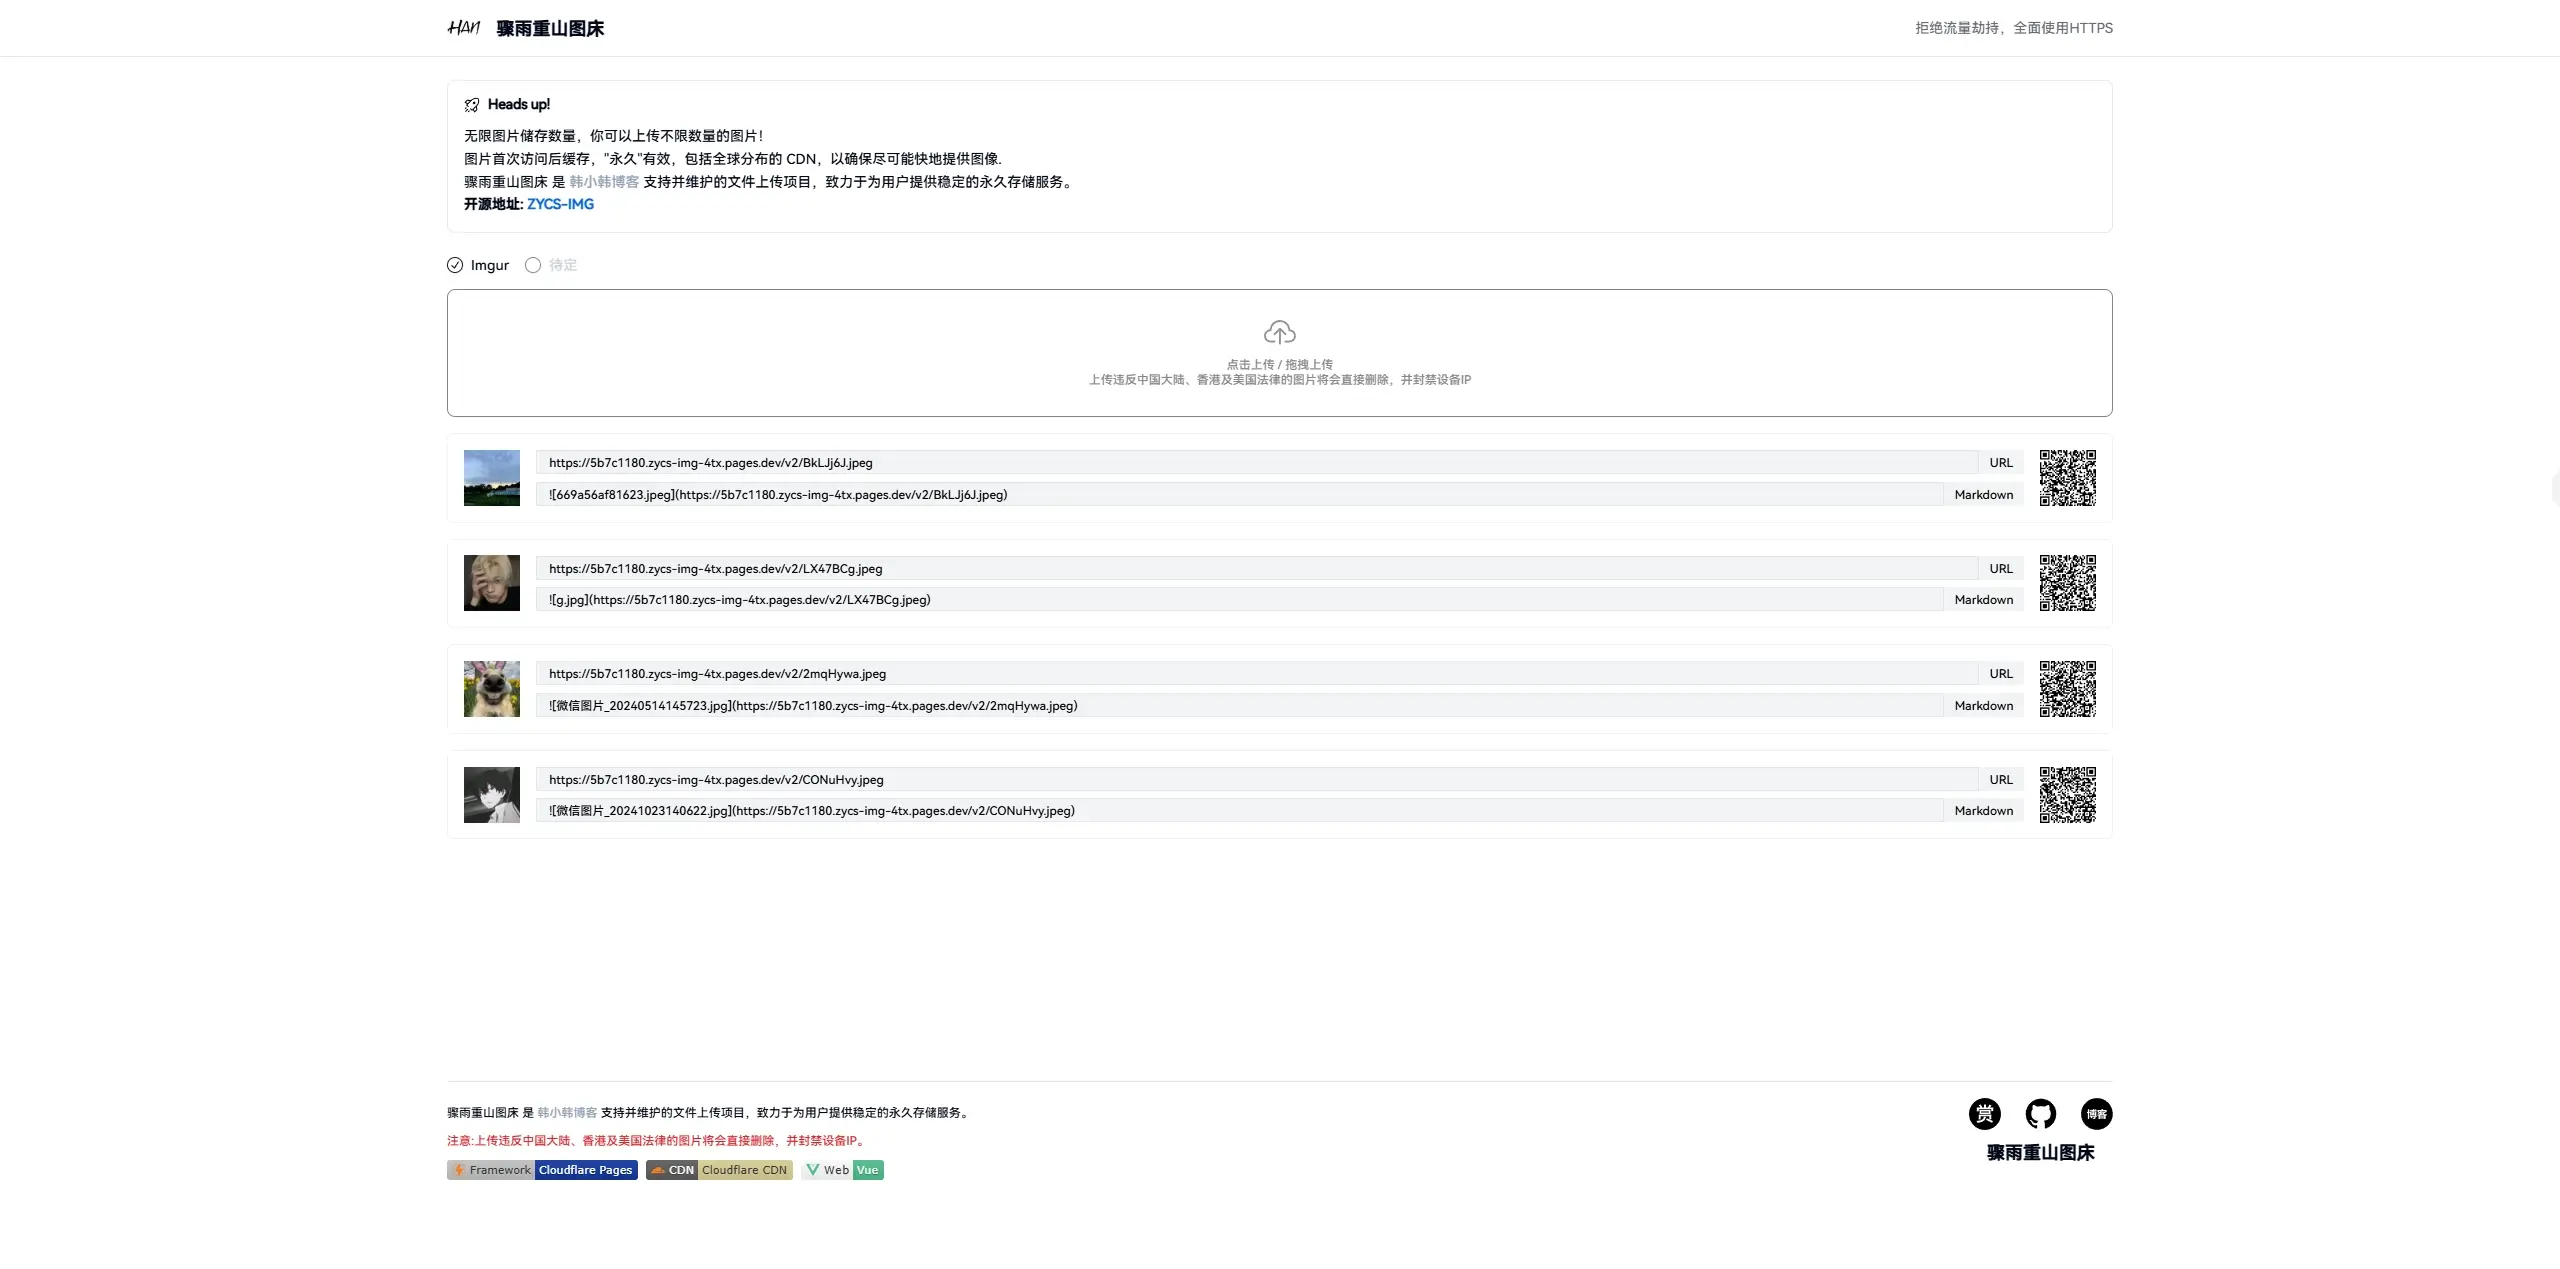 HAN 骤雨重山图床
拒绝流量劫持，全面使用HTTPS
Heads up!
无限图片储存数量，你可以上传不限数量的图片！
图片首次访问后缓存，"永久"有效，包括全球分布的 CDN，以确保尽可能快地提供图像.
骤雨重山图床 是 韩小韩博客 支持并维护的文件上传项目，致力于为用户提供稳定的永久存储服务。
开源地址: ZYCS-IMG
Imgur 待定
点击上传 / 拖拽上传
上传违反中国大陆、香港及美国法律的图片将会直接删除，并封禁设备IP
https://5b7c1180.zycs-img-4tx.pages.dev/v2/BkLJj6J.jpeg URL
![669a56af81623.jpeg](https://5b7c1180.zycs-img-4tx.pages.dev/v2/BkLJj6J.jpeg) Markdown
https://5b7c1180.zycs-img-4tx.pages.dev/v2/LX47BCg.jpeg URL
![g.jpg](https://5b7c1180.zycs-img-4tx.pages.dev/v2/LX47BCg.jpeg) Markdown
https://5b7c1180.zycs-img-4tx.pages.dev/v2/2mqHywa.jpeg URL
![微信图片_20240514145723.jpg](https://5b7c1180.zycs-img-4tx.pages.dev/v2/2mqHywa.jpeg) Markdown
https://5b7c1180.zycs-img-4tx.pages.dev/v2/CONuHvy.jpeg URL
![微信图片_20241023140622.jpg](https://5b7c1180.zycs-img-4tx.pages.dev/v2/CONuHvy.jpeg) Markdown
骤雨重山图床 是 韩小韩博客 支持并维护的文件上传项目，致力于为用户提供稳定的永久存储服务。
注意:上传违反中国大陆、香港及美国法律的图片将会直接删除，并封禁设备IP。
Framework Cloudflare Pages CDN Cloudflare CDN Web Vue
赏 博客
骤雨重山图床